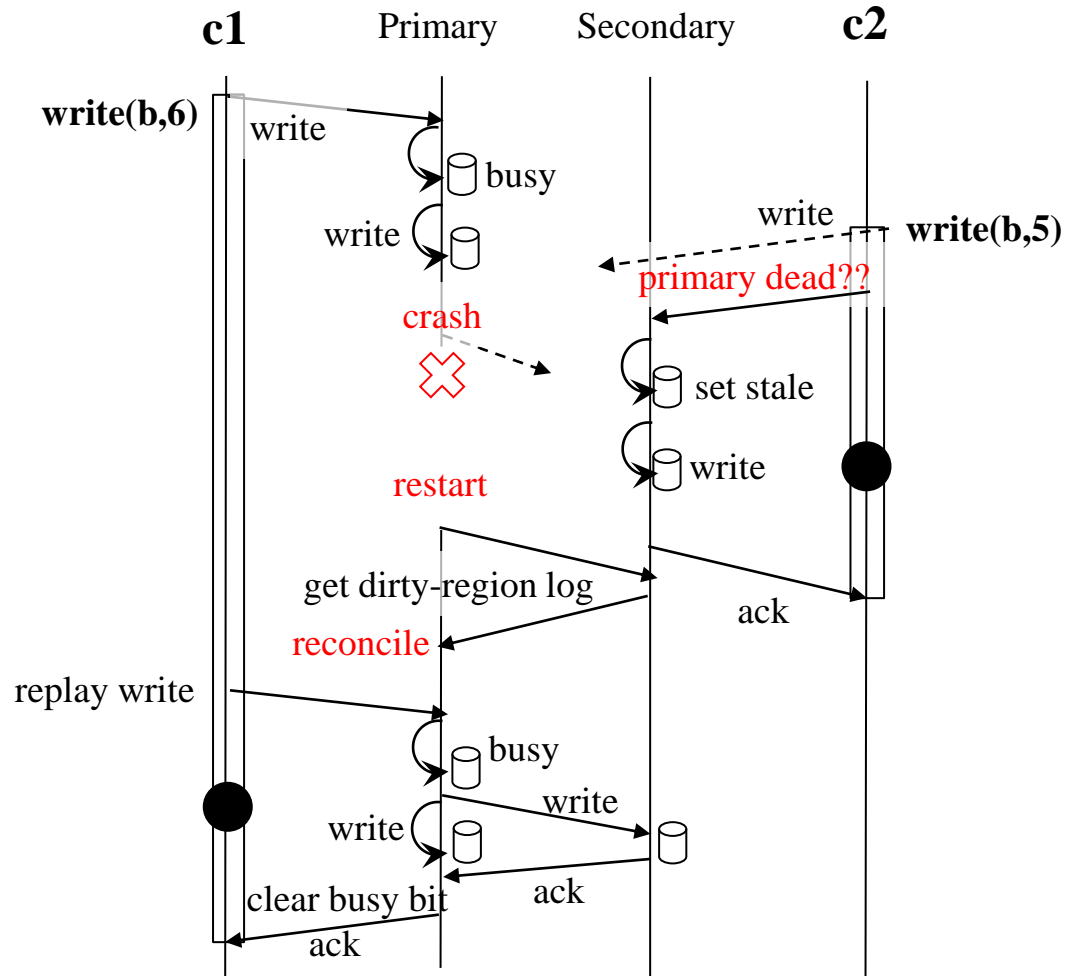 c1 Primary Secondary c2
write(b,6)
write
busy
write
write
write(b,5)
primary dead??
crash
set stale
write
restart
get dirty-region log
ack
reconcile
replay write
busy
write
write
ack
clear busy bit
ack